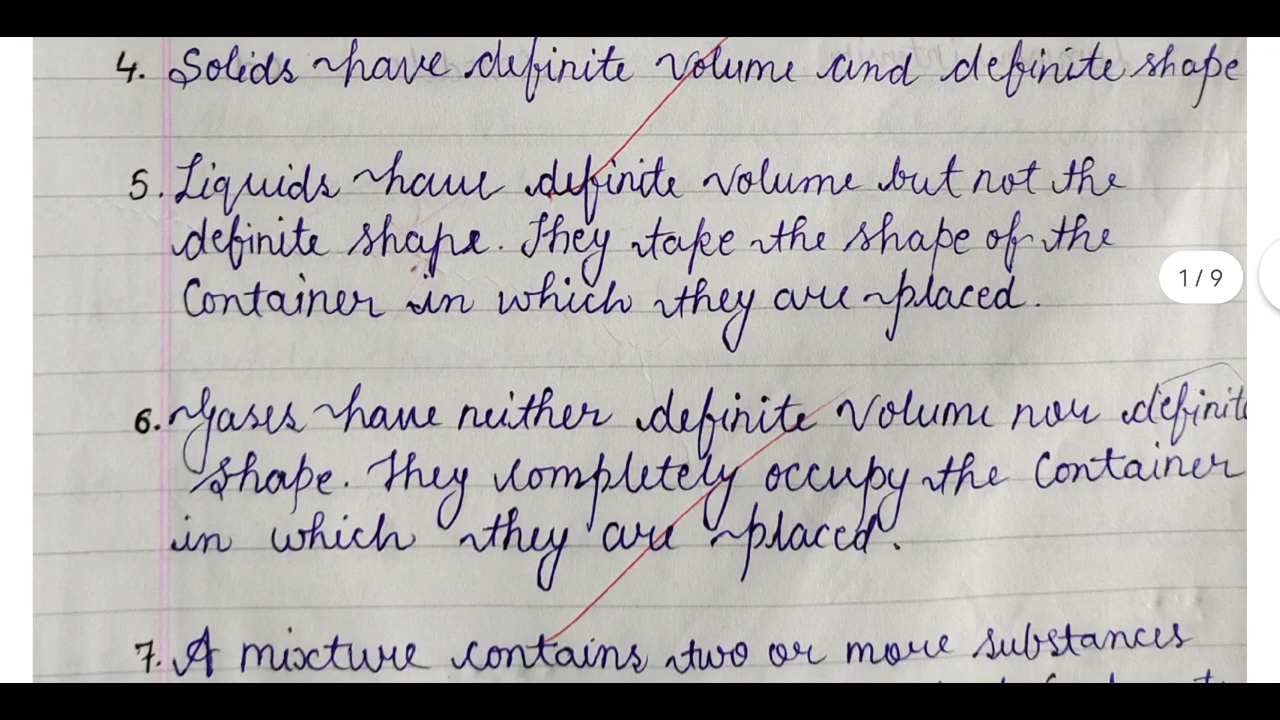 4. Solids have definite volume and definite shape
5. Liquids have definite volume but not the
definite shape. They take the shape of the
Container in which they are placed.
1 / 9
6. Gases have neither definite Volume nor definite
shape. They completely occupy the Container
in which they are placed.
7. A mixture contains two or more substances